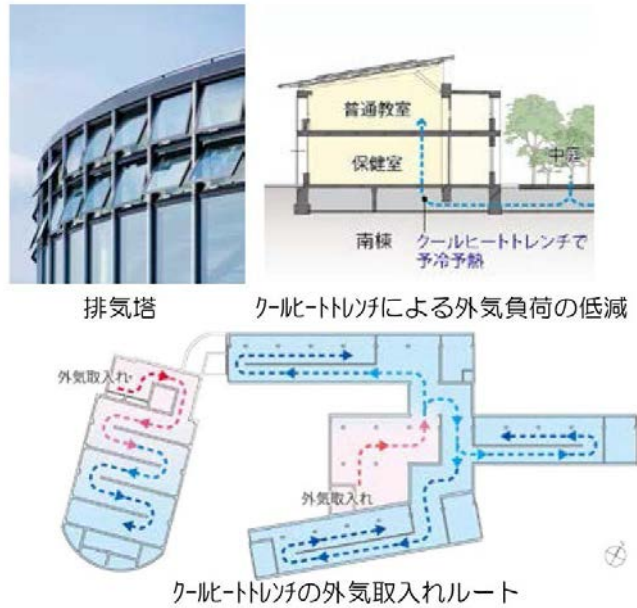 普通教室
保健室
中庭
南棟
クールヒートトレンチで
予冷予熱
排気塔
クールヒートトレンチによる外気負荷の低減
外気取入れ
外気取入れ
クールヒートトレンチの外気取入れルート